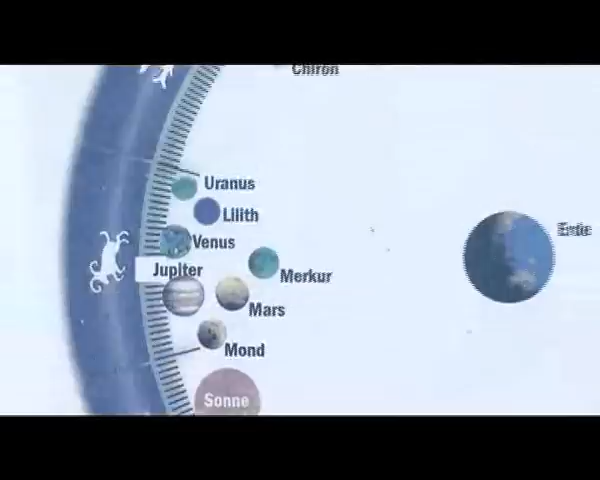 Chiron
Uranus
Lilith
Venus
Erde
Jupiter
Merkur
Mars
Mond
Sonne